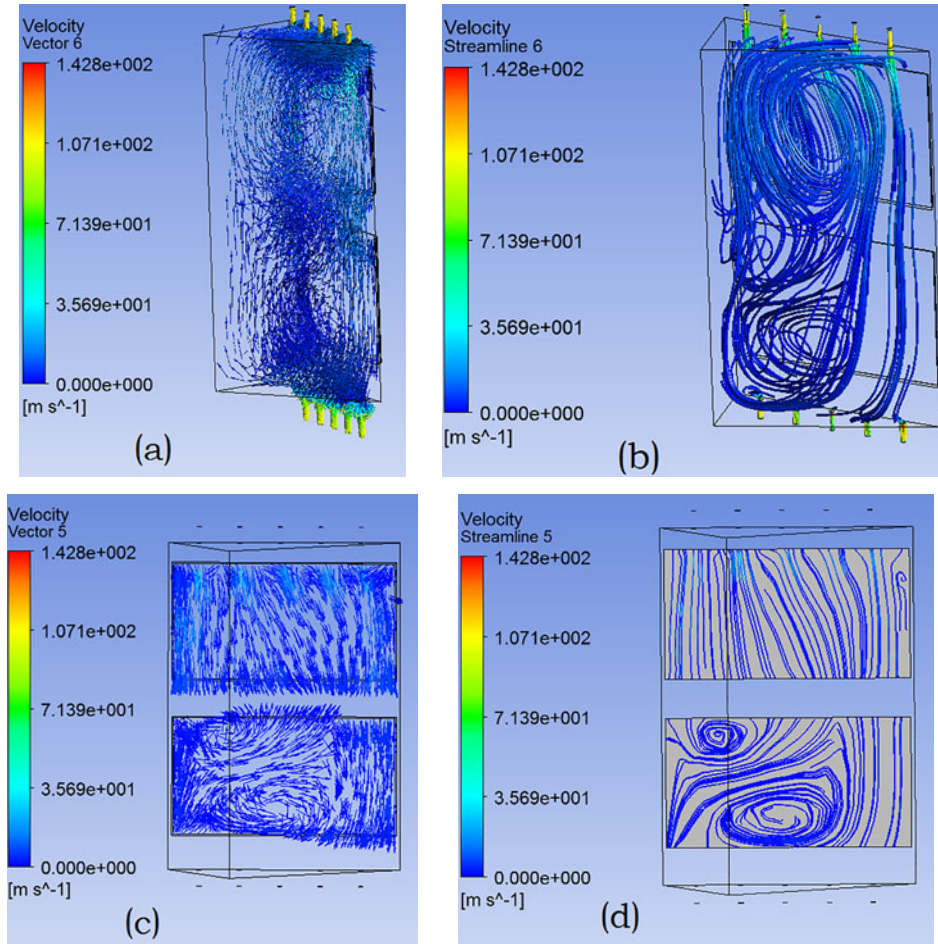 Velocity
Vector 6
1.428e+002
1.071e+002
7.139e+001
3.569e+001
0.000e+000
[m s^-1]
(a)
Velocity
Streamline 6
1.428e+002
1.071e+002
7.139e+001
3.569e+001
0.000e+000
[m s^-1]
(b)
Velocity
Vector 5
1.428e+002
1.071e+002
7.139e+001
3.569e+001
0.000e+000
[m s^-1]
(c)
Velocity
Streamline 5
1.428e+002
1.071e+002
7.139e+001
3.569e+001
0.000e+000
[m s^-1]
(d)